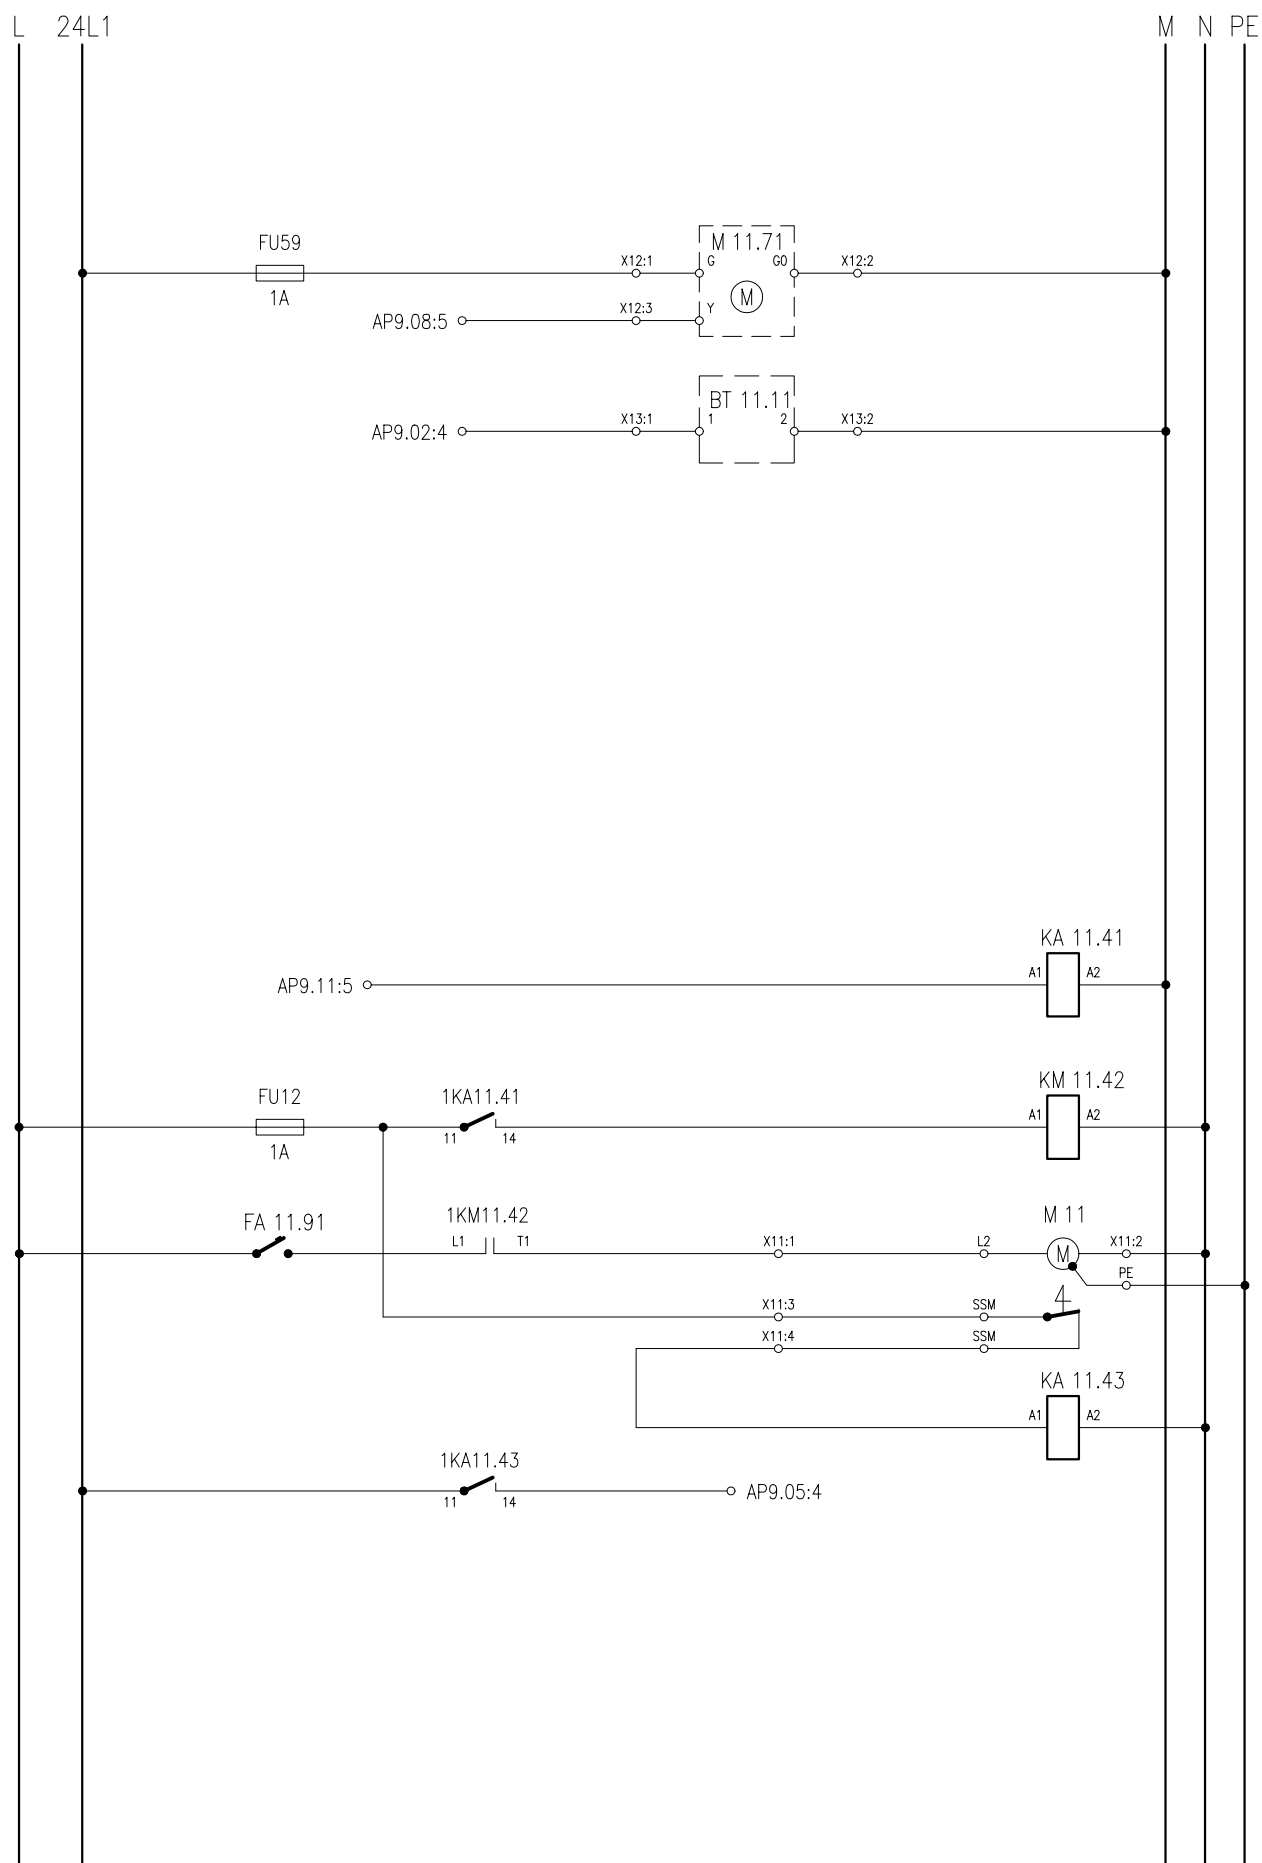 L 24L1 M N PE
FU59
1A
X12:1
M 11.71
G G0
M
X12:2
AP9.08:5
X12:3
Y
AP9.02:4
X13:1
BT 11.11
1 2
X13:2
KA 11.41
AP9.11:5
A1 A2
FU12
1A
1KA11.41
11 14
KM 11.42
A1 A2
FA 11.91
1KM11.42
L1 T1
X11:1
L2
M 11
M
X11:2
PE
X11:3
SSM
X11:4
SSM
KA 11.43
A1 A2
1KA11.43
11 14
AP9.05:4